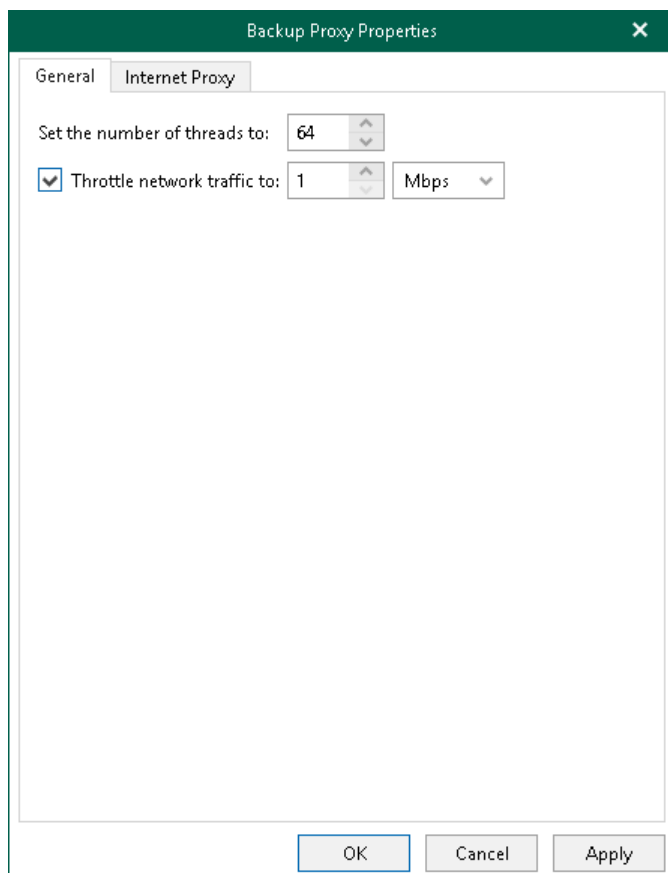 Backup Proxy Properties
General Internet Proxy
Set the number of threads to: 64
Throttle network traffic to: 1 Mbps
OK Cancel Apply